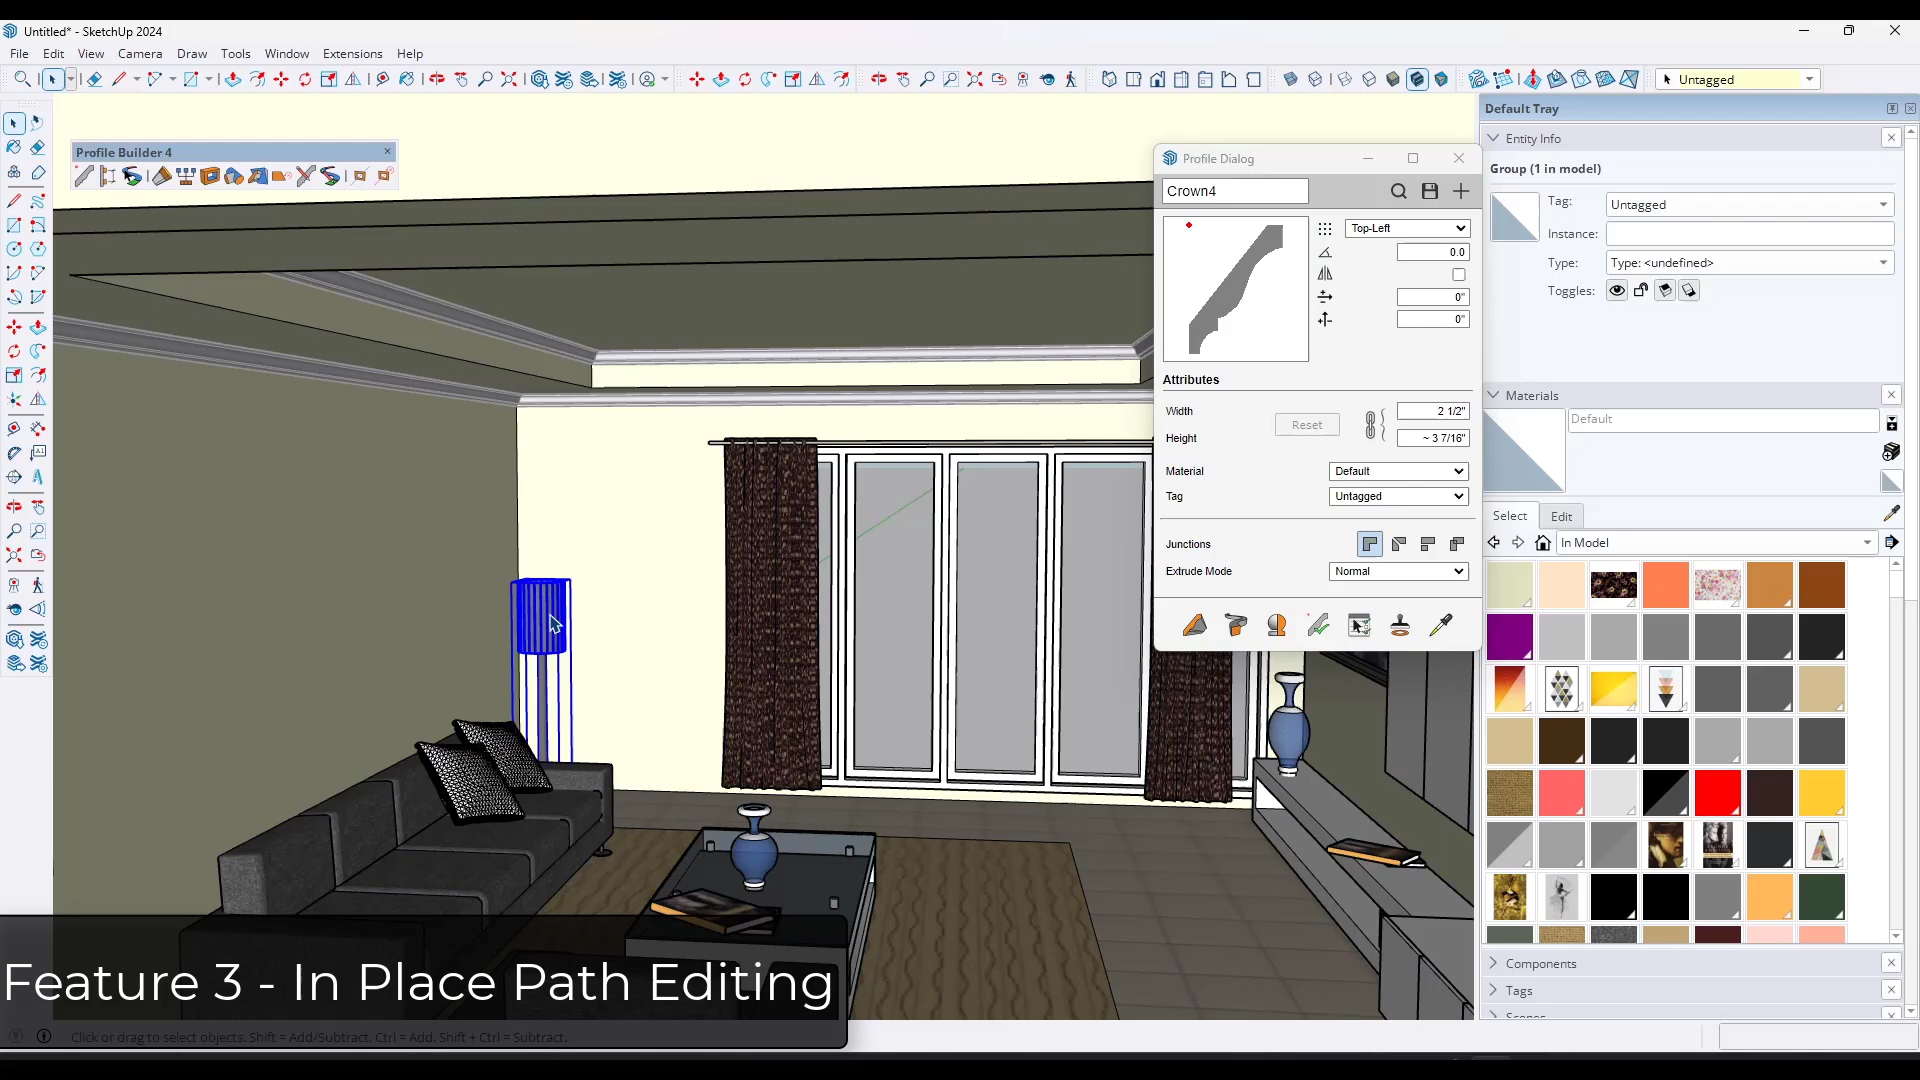 Untitled* - SketchUp 2024
File Edit View Camera Draw Tools Window Extensions Help
Untagged
Default Tray
Profile Builder 4
Profile Dialog
Crown4
Top-Left
0.0
0"
0"
Attributes
Width
2 1/2"
Reset
Height
~ 3 7/16"
Material
Default
Tag
Untagged
Junctions
Extrude Mode
Normal
Entity Info
Group (1 in model)
Tag:
Untagged
Instance:
Type:
Type: <undefined>
Toggles:
Materials
Default
Select
Edit
In Model
Components
Tags
Scenes
Feature 3 - In Place Path Editing
Click or drag to select objects. Shift = Add/Subtract, Ctrl = Add, Shift + Ctrl = Subtract.